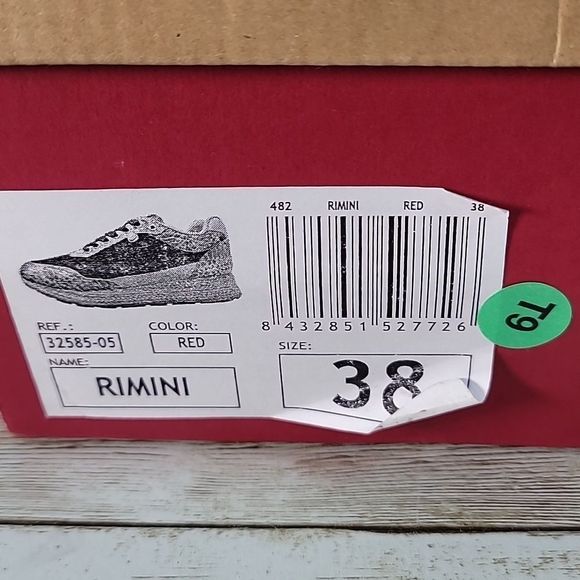 482 RIMINI RED 38
8 432851 527726
REF.: COLOR:
32585-05 RED
NAME: SIZE:
RIMINI 38
T9